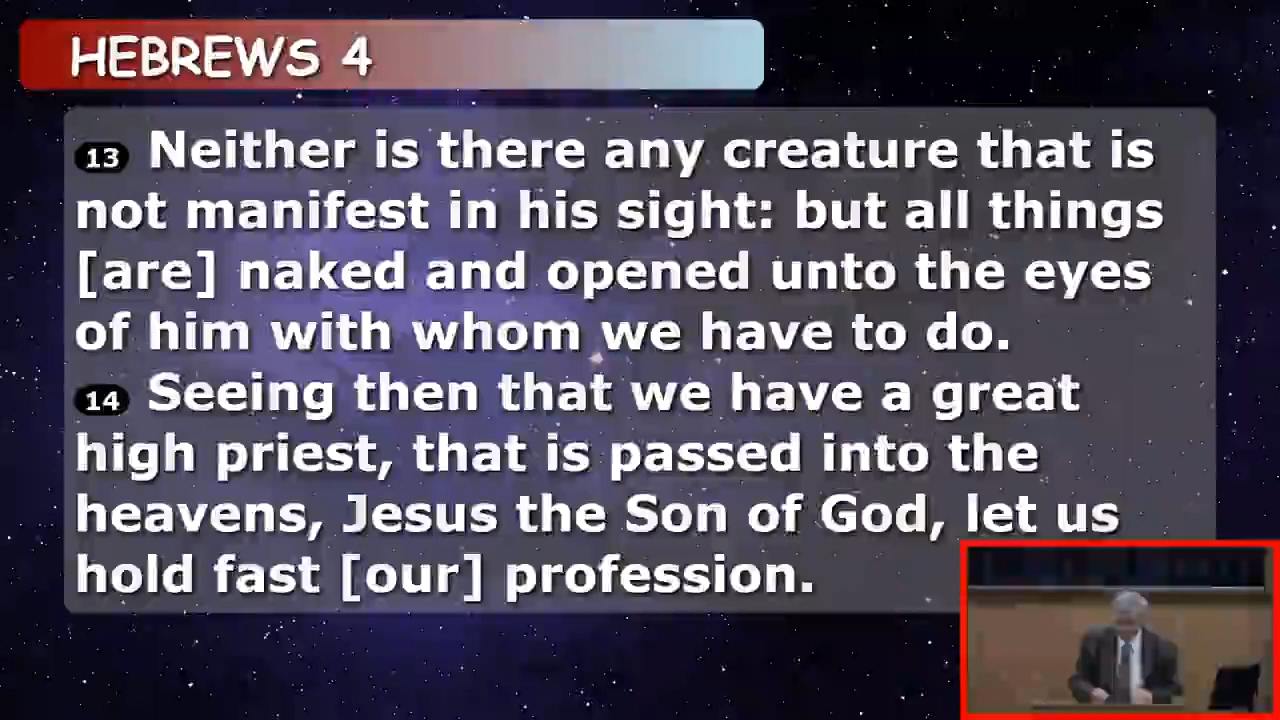 HEBREWS 4
13 Neither is there any creature that is
not manifest in his sight: but all things
[are] naked and opened unto the eyes
of him with whom we have to do.
14 Seeing then that we have a great
high priest, that is passed into the
heavens, Jesus the Son of God, let us
hold fast [our] profession.